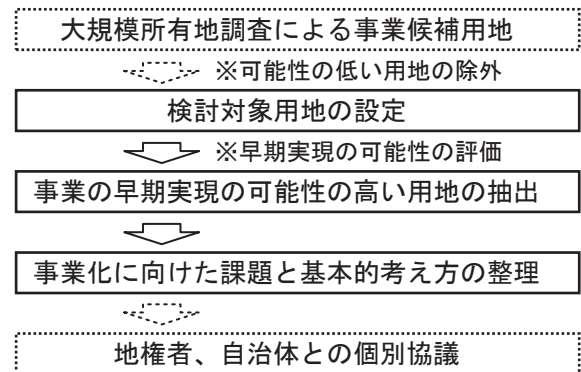 大規模所有地調査による事業候補用地
※可能性の低い用地の除外
検討対象用地の設定
※早期実現の可能性の評価
事業の早期実現の可能性の高い用地の抽出
事業化に向けた課題と基本的考え方の整理
地権者、自治体との個別協議